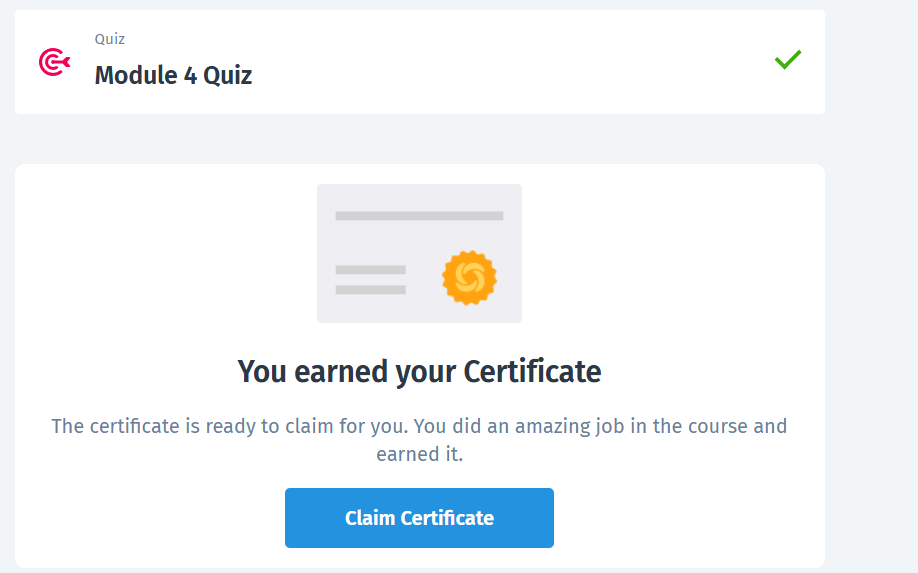 Quiz
Module 4 Quiz
You earned your Certificate
The certificate is ready to claim for you. You did an amazing job in the course and
earned it.
Claim Certificate